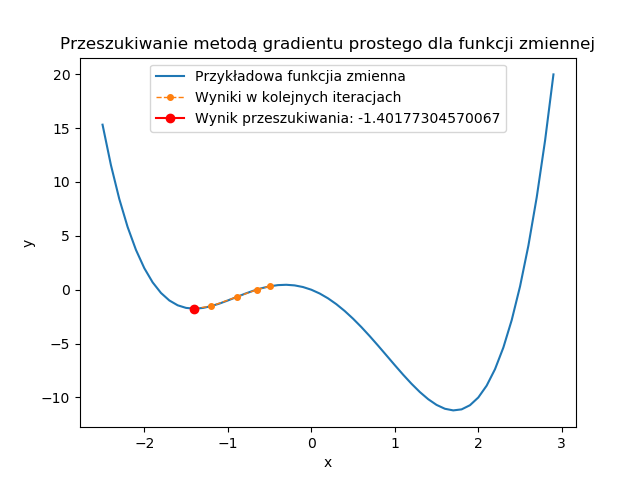 Przeszukiwanie metodą gradientu prostego dla funkcji zmiennej
Przykładowa funkcjia zmienna
Wyniki w kolejnych iteracjach
Wynik przeszukiwania: -1.40177304570067
20
15
10
5
0
−5
−10
y
−2
−1
0
1
2
3
x